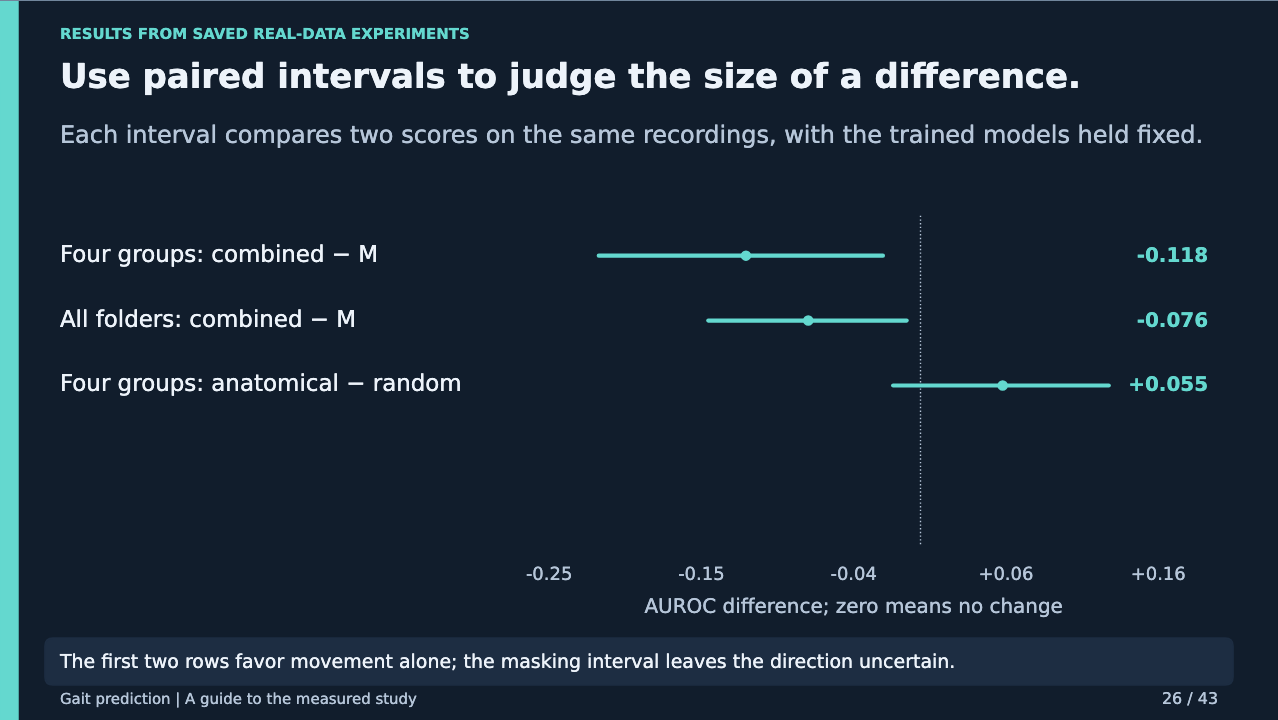 RESULTS FROM SAVED REAL-DATA EXPERIMENTS
Use paired intervals to judge the size of a difference.
Each interval compares two scores on the same recordings, with the trained models held fixed.
Four groups: combined − M
-0.118
All folders: combined − M
-0.076
Four groups: anatomical − random
+0.055
-0.25 -0.15 -0.04 +0.06 +0.16
AUROC difference; zero means no change
The first two rows favor movement alone; the masking interval leaves the direction uncertain.
Gait prediction | A guide to the measured study
26 / 43